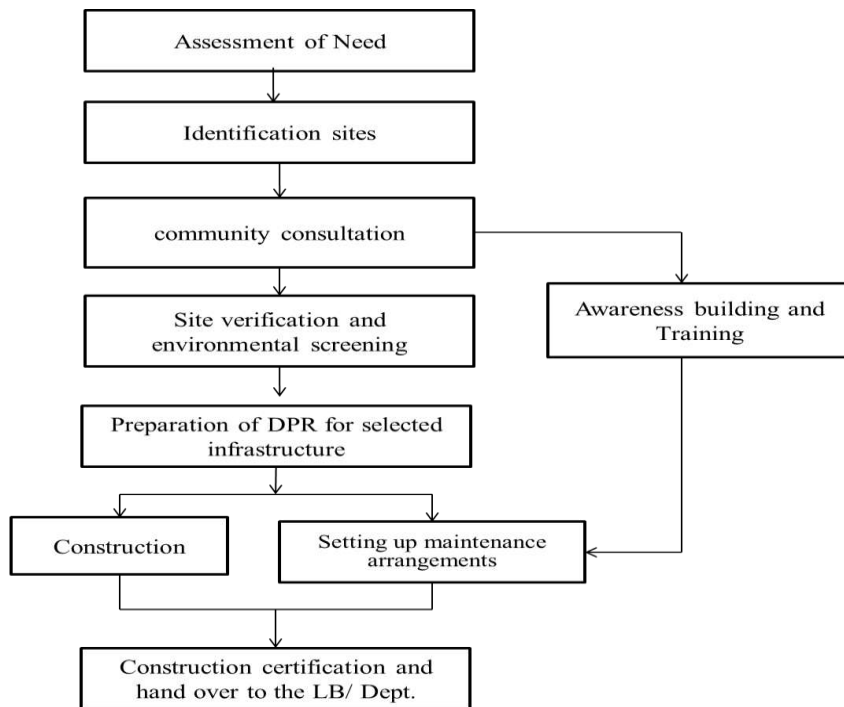 Assessment of Need
Identification sites
community consultation
Site verification and
environmental screening
Awareness building and
Training
Preparation of DPR for selected
infrastructure
Construction
Setting up maintenance
arrangements
Construction certification and
hand over to the LB/ Dept.